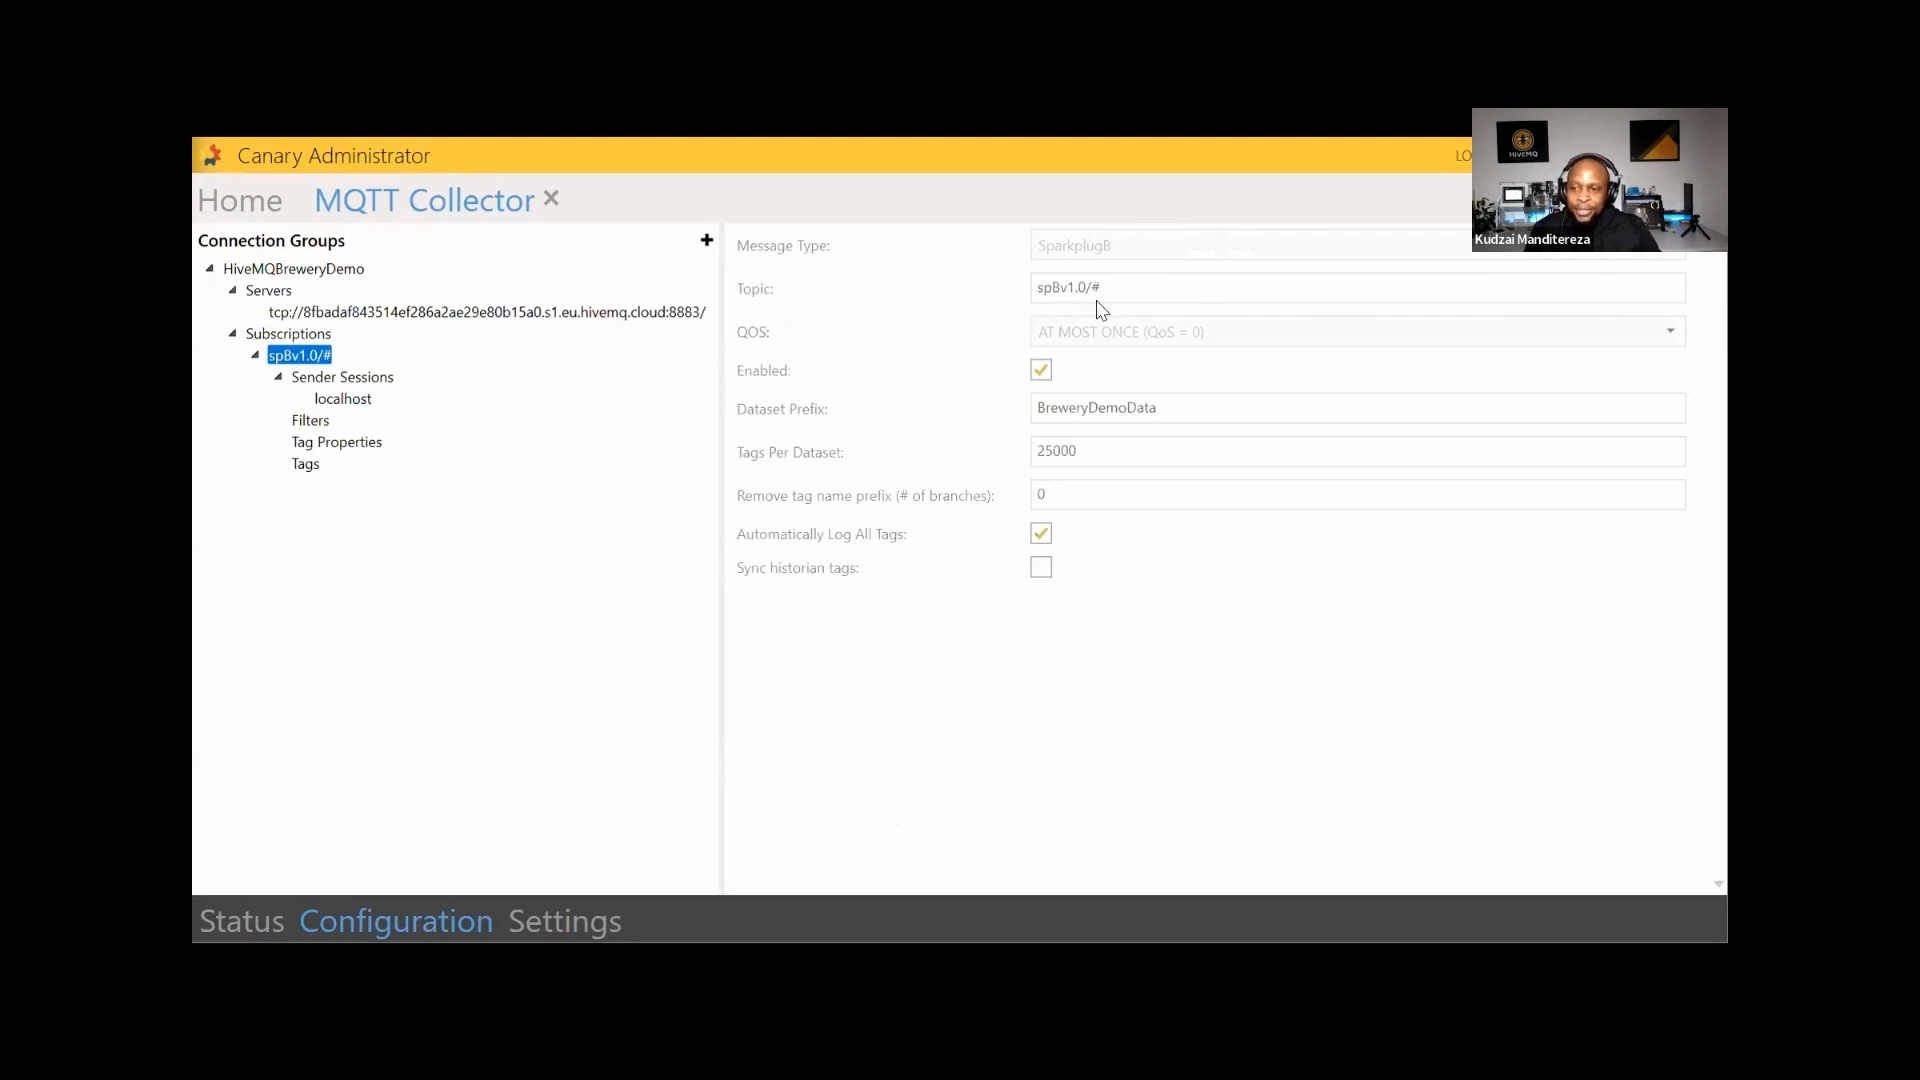 Canary Administrator
LO
HIVEMQ
Kudzai Manditereza
Home
MQTT Collector
Connection Groups
HiveMQBreweryDemo
Servers
tcp://8fbadaf843514ef286a2ae29e80b15a0.s1.eu.hivemq.cloud:8883/
Subscriptions
spBv1.0/#
Sender Sessions
localhost
Filters
Tag Properties
Tags
Message Type: SparkplugB
Topic: spBv1.0/#
QOS: AT MOST ONCE (QoS = 0)
Enabled:
Dataset Prefix: BreweryDemoData
Tags Per Dataset: 25000
Remove tag name prefix (# of branches): 0
Automatically Log All Tags:
Sync historian tags:
Status Configuration Settings